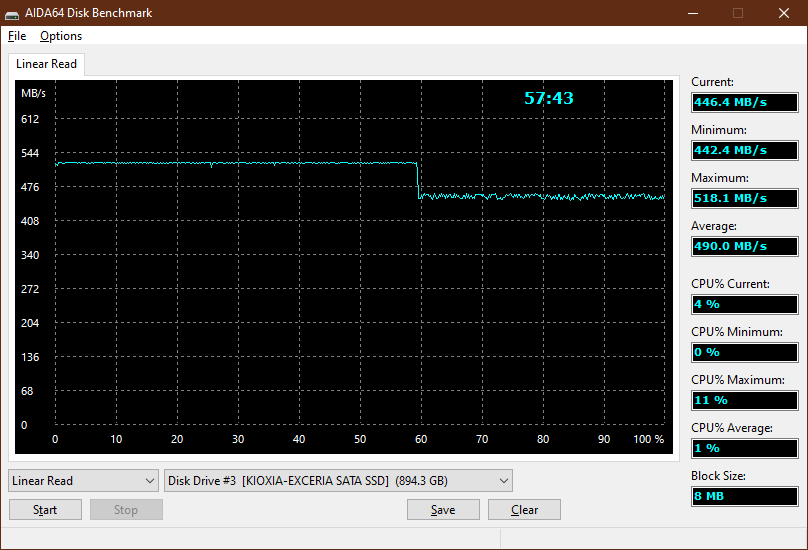 AIDA64 Disk Benchmark
File Options
Linear Read
MB/s
57:43
612
544
476
408
340
272
204
136
68
0
0 10 20 30 40 50 60 70 80 90 100 %
Current:
446.4 MB/s
Minimum:
442.4 MB/s
Maximum:
518.1 MB/s
Average:
490.0 MB/s
CPU% Current:
4 %
CPU% Minimum:
0 %
CPU% Maximum:
11 %
CPU% Average:
1 %
Block Size:
8 MB
Linear Read
Disk Drive #3 [KIOXIA-EXCERIA SATA SSD] (894.3 GB)
Start Stop Save Clear